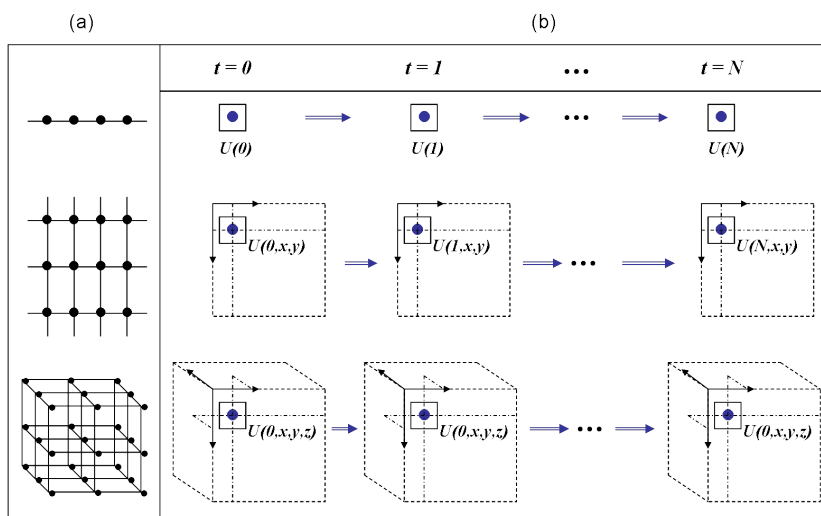 (a) (b)
t = 0 t = 1 ••• t = N
•••
U(0) U(1) U(N)
U(0,x,y) U(1,x,y) U(N,x,y)
•••
U(0,x,y,z) U(0,x,y,z) U(0,x,y,z)
•••